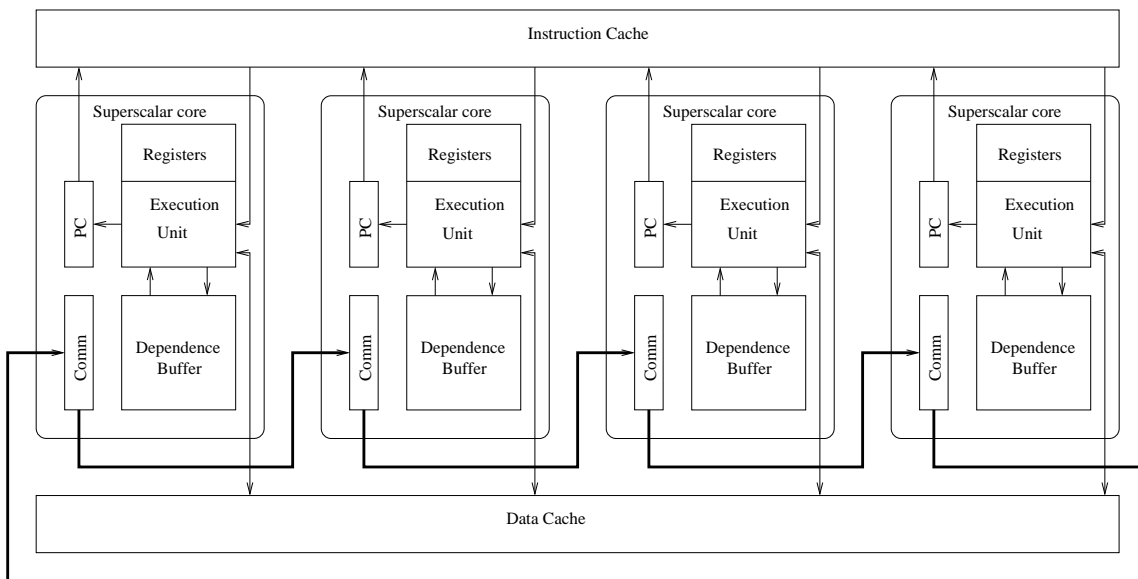 Instruction Cache
Superscalar core
Registers
Execution
Unit
PC
Comm
Dependence
Buffer
Superscalar core
Registers
Execution
Unit
PC
Comm
Dependence
Buffer
Superscalar core
Registers
Execution
Unit
PC
Comm
Dependence
Buffer
Superscalar core
Registers
Execution
Unit
PC
Comm
Dependence
Buffer
Data Cache